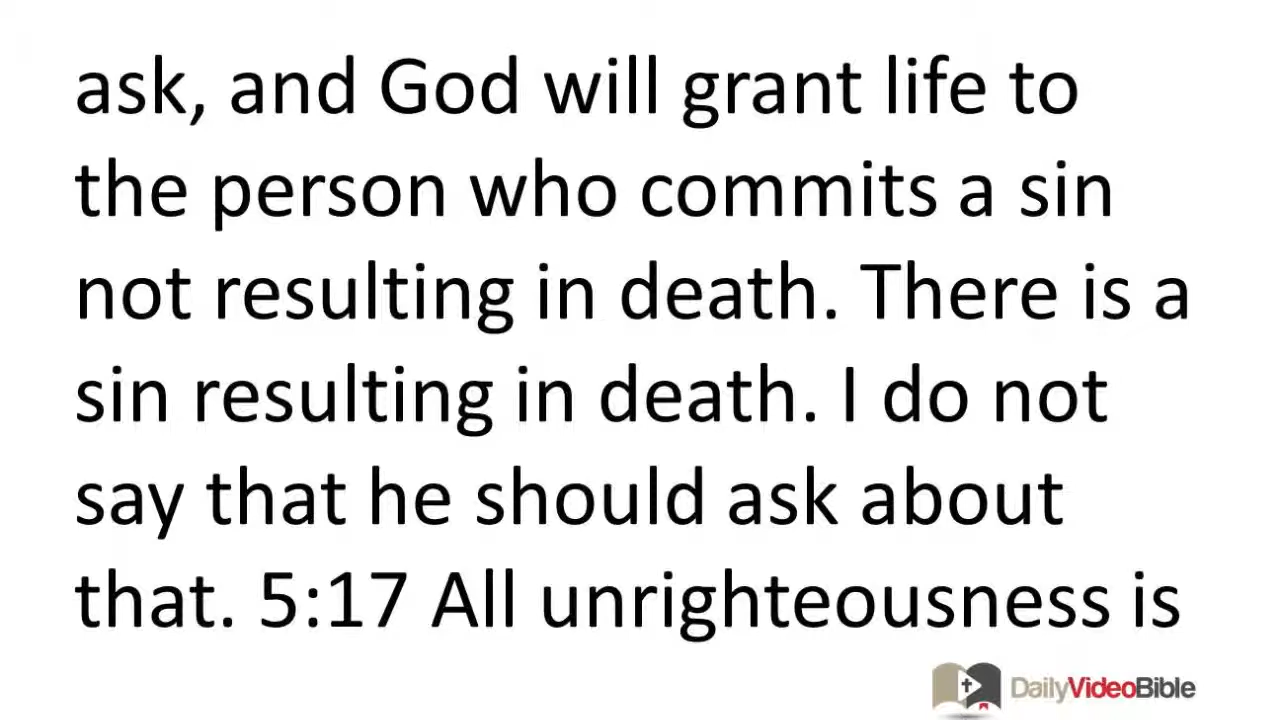 ask, and God will grant life to
the person who commits a sin
not resulting in death. There is a
sin resulting in death. I do not
say that he should ask about
that. 5:17 All unrighteousness is
DailyVideoBible